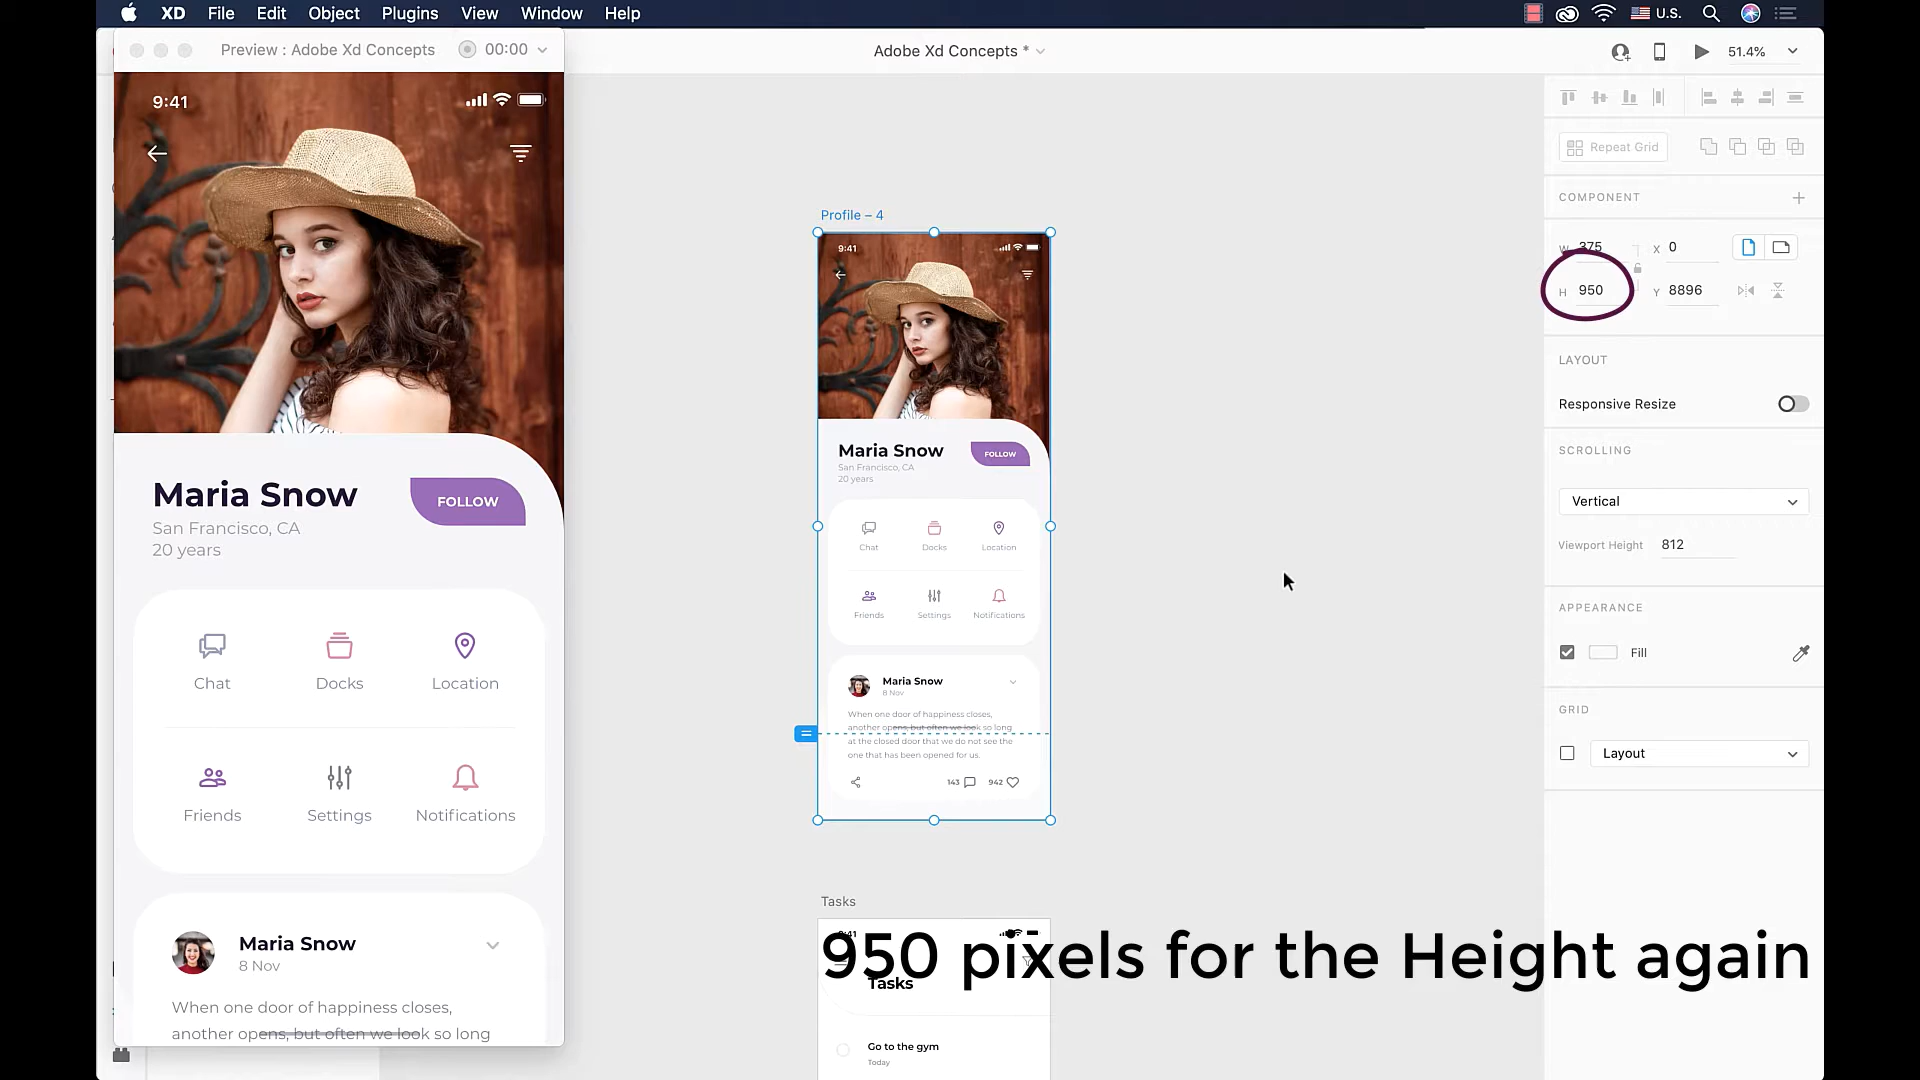 XD File Edit Object Plugins View Window Help U.S.
Preview : Adobe Xd Concepts 00:00
Adobe Xd Concepts *
51.4%
9:41
Maria Snow
FOLLOW
San Francisco, CA
20 years
Chat Docks Location
Friends Settings Notifications
Maria Snow
8 Nov
When one door of happiness closes,
another opens, but often we look so long
Profile – 4
9:41
Maria Snow
FOLLOW
San Francisco, CA
20 years
Chat Docks Location
Friends Settings Notifications
Maria Snow
8 Nov
When one door of happiness closes,
another opens, but often we look so long
at the closed door that we do not see the
one that has been opened for us.
143 942
Tasks
9:41
Tasks
Go to the gym
Today
950 pixels for the Height again
Repeat Grid
COMPONENT
W 375 X 0
H 950 Y 8896
LAYOUT
Responsive Resize
SCROLLING
Vertical
Viewport Height 812
APPEARANCE
Fill
GRID
Layout